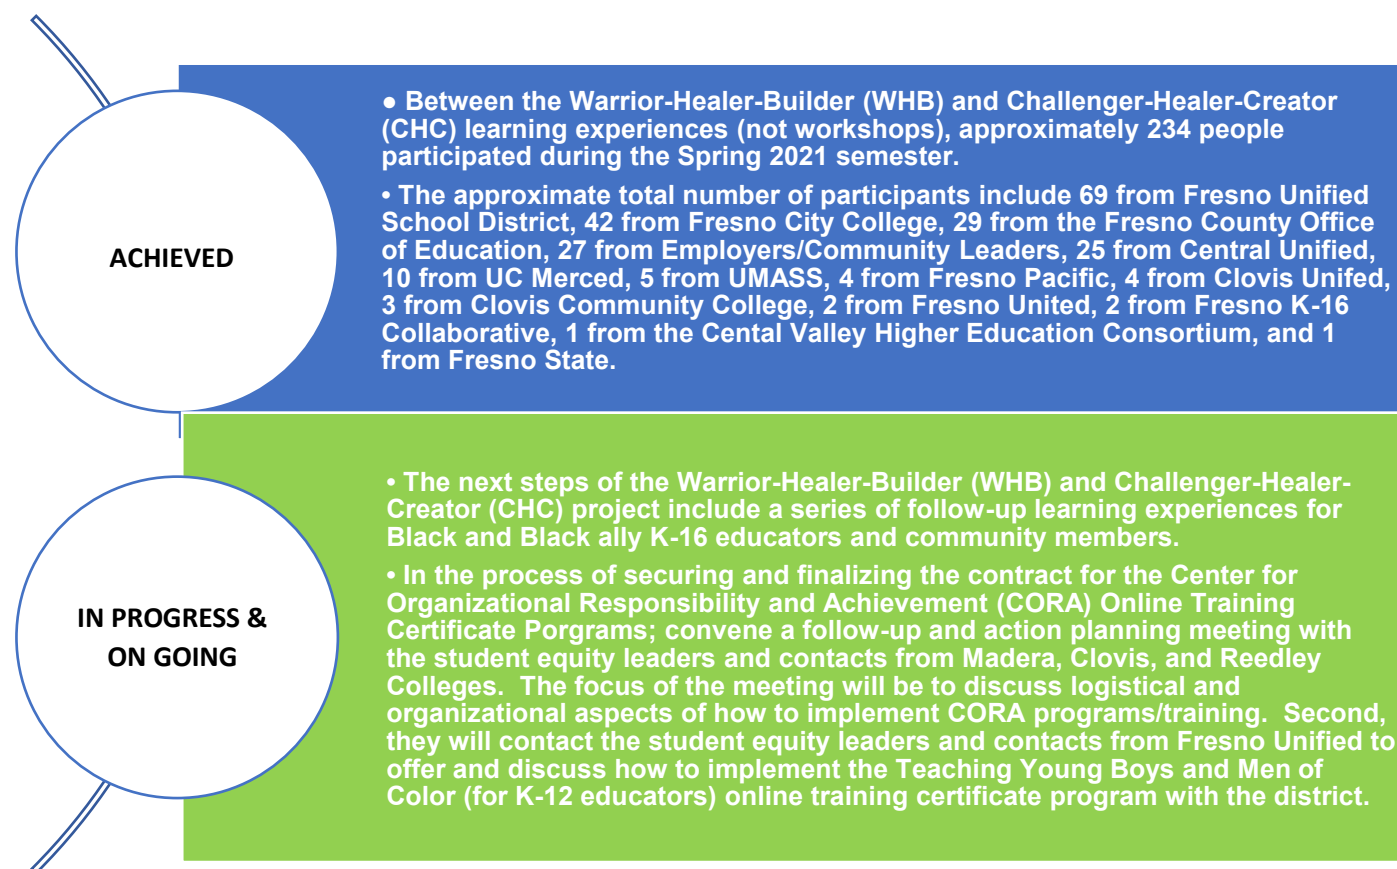 ACHIEVED
● Between the Warrior-Healer-Builder (WHB) and Challenger-Healer-Creator
(CHC) learning experiences (not workshops), approximately 234 people
participated during the Spring 2021 semester.
• The approximate total number of participants include 69 from Fresno Unified
School District, 42 from Fresno City College, 29 from the Fresno County Office
of Education, 27 from Employers/Community Leaders, 25 from Central Unified,
10 from UC Merced, 5 from UMASS, 4 from Fresno Pacific, 4 from Clovis Unifed,
3 from Clovis Community College, 2 from Fresno United, 2 from Fresno K-16
Collaborative, 1 from the Cental Valley Higher Education Consortium, and 1
from Fresno State.
IN PROGRESS &
ON GOING
• The next steps of the Warrior-Healer-Builder (WHB) and Challenger-Healer-
Creator (CHC) project include a series of follow-up learning experiences for
Black and Black ally K-16 educators and community members.
• In the process of securing and finalizing the contract for the Center for
Organizational Responsibility and Achievement (CORA) Online Training
Certificate Porgrams; convene a follow-up and action planning meeting with
the student equity leaders and contacts from Madera, Clovis, and Reedley
Colleges.  The focus of the meeting will be to discuss logistical and
organizational aspects of how to implement CORA programs/training.  Second,
they will contact the student equity leaders and contacts from Fresno Unified to
offer and discuss how to implement the Teaching Young Boys and Men of
Color (for K-12 educators) online training certificate program with the district.